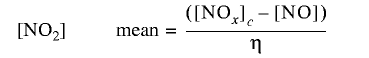 [NO₂] mean = (([NOₓ]c – [NO])) / η